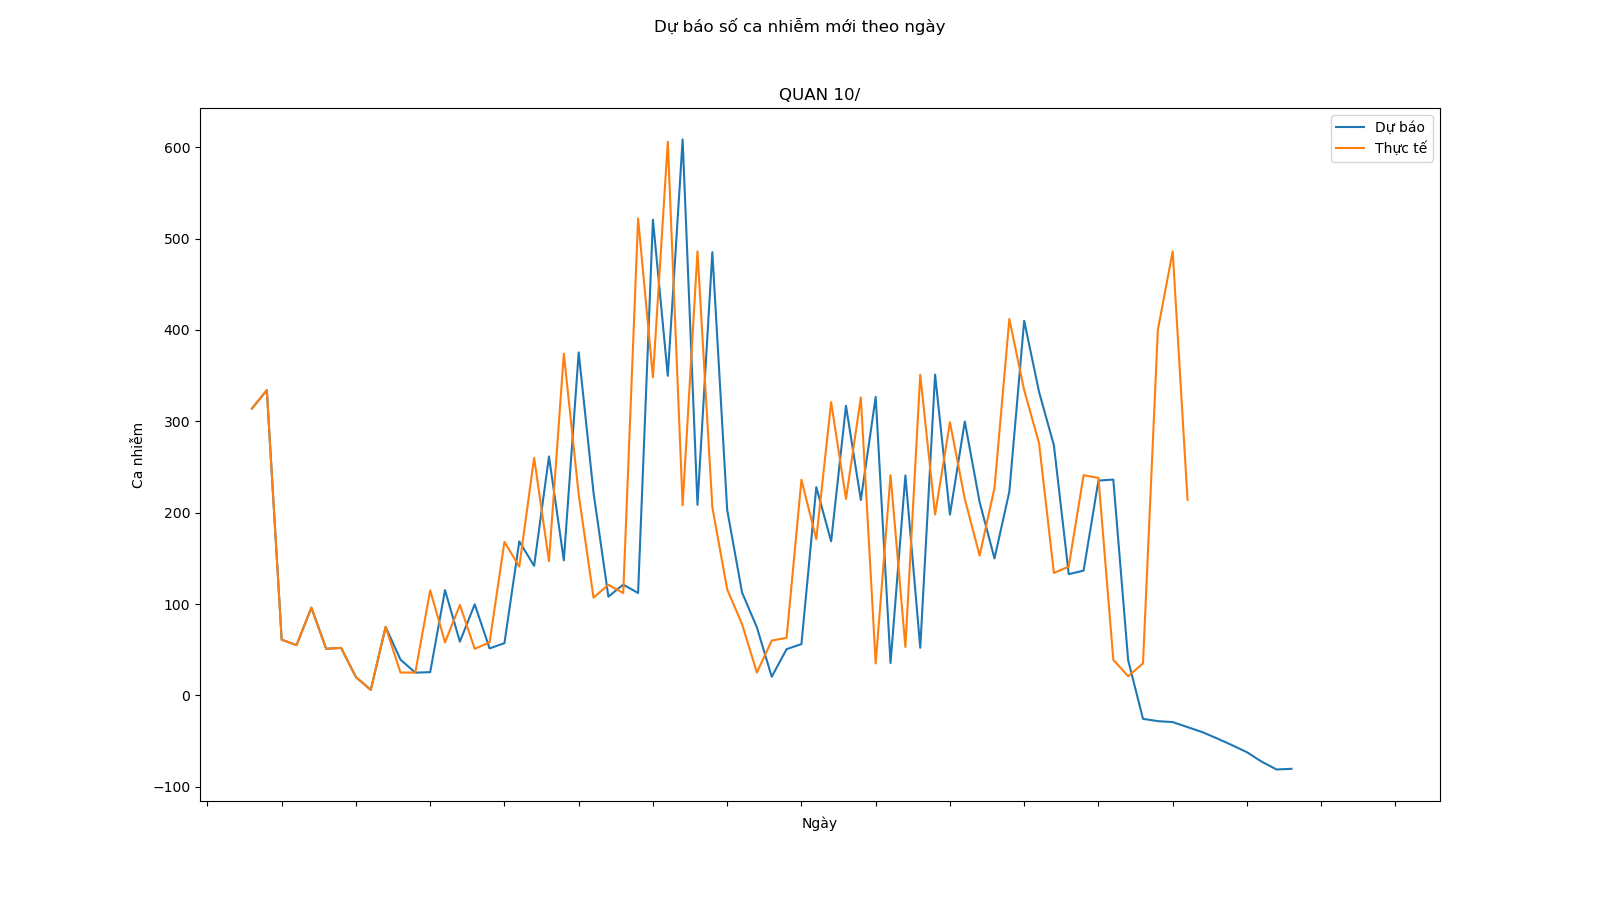 Dự báo số ca nhiễm mới theo ngày
QUAN 10/
Dự báo
Thực tế
600
500
400
300
200
100
0
−100
Ca nhiễm
Ngày